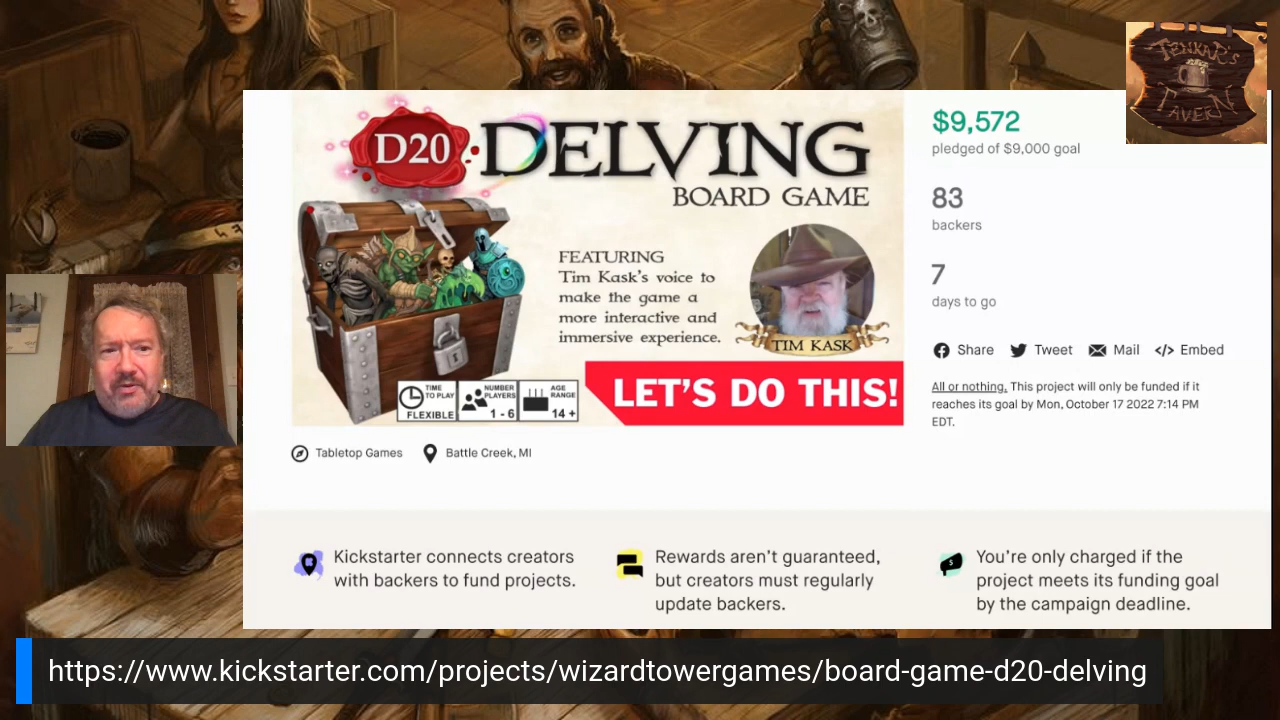 TENKAR'S
TAVERN
D20 DELVING
BOARD GAME
FEATURING
Tim Kask's voice to
make the game a
more interactive and
immersive experience.
TIM KASK
TIME
TO PLAY
FLEXIBLE
NUMBER
PLAYERS
1 - 6
AGE
RANGE
14 +
LET'S DO THIS!
$9,572
pledged of $9,000 goal
83
backers
7
days to go
Share Tweet Mail </> Embed
All or nothing. This project will only be funded if it
reaches its goal by Mon, October 17 2022 7:14 PM
EDT.
Tabletop Games Battle Creek, MI
Kickstarter connects creators
with backers to fund projects.
Rewards aren't guaranteed,
but creators must regularly
update backers.
You're only charged if the
project meets its funding goal
by the campaign deadline.
https://www.kickstarter.com/projects/wizardtowergames/board-game-d20-delving